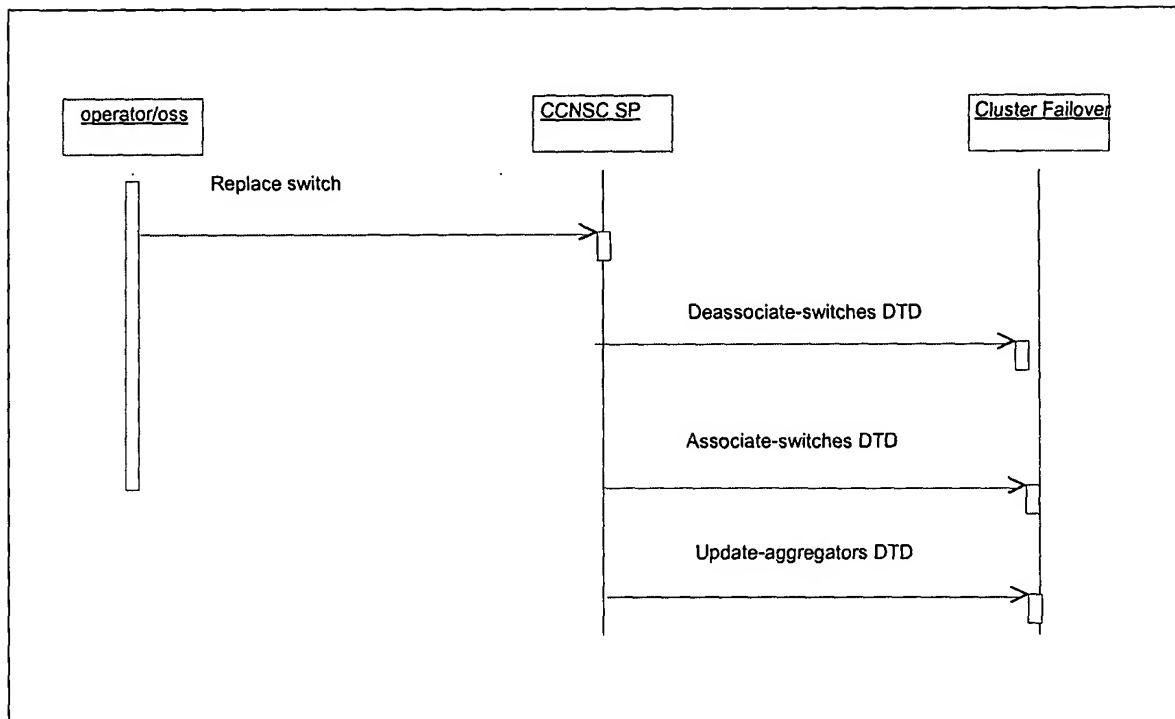 operator/oss
CCNSC SP
Cluster Failover
Replace switch
Deassociate-switches DTD
Associate-switches DTD
Update-aggregators DTD